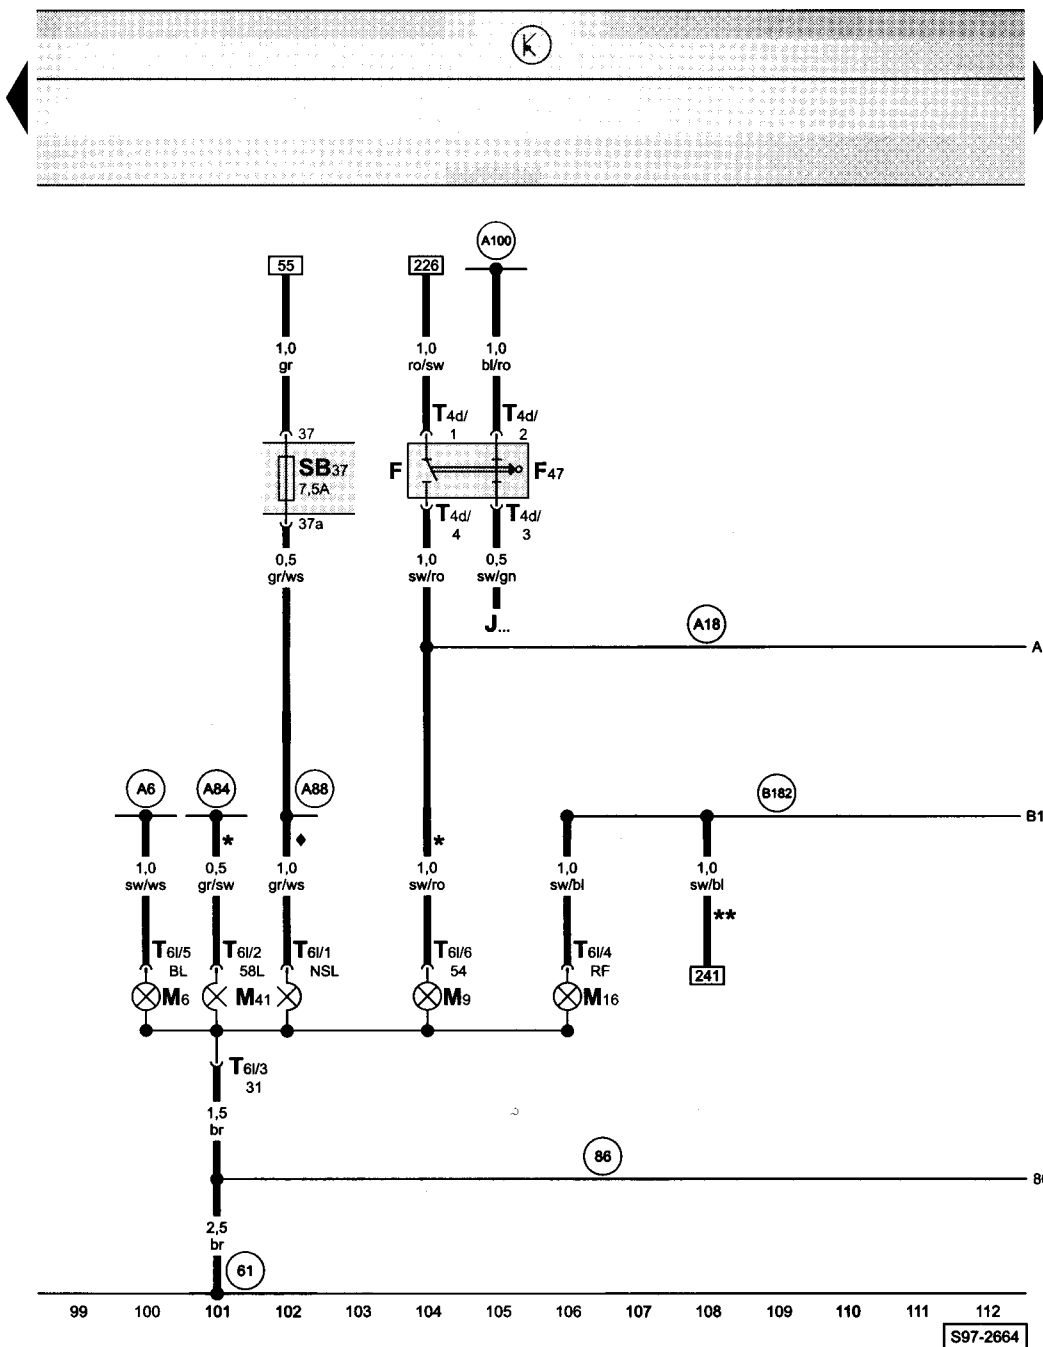 K
A100
55
226
1,0
gr
1,0
ro/sw
1,0
bl/ro
T4d/
1
T4d/
2
37
SB37
7,5A
F
F47
37a
T4d/
4
T4d/
3
0,5
gr/ws
1,0
sw/ro
0,5
sw/gn
J...
A18
A
A6
A84
A88
B182
B1
*
♦
*
1,0
sw/ws
0,5
gr/sw
1,0
gr/ws
1,0
sw/ro
1,0
sw/bl
1,0
sw/bl
**
T6l/5
BL
T6l/2
58L
T6l/1
NSL
T6l/6
54
T6l/4
RF
241
M6
M41
M9
M16
T6l/3
31
1,5
br
86
2,5
br
61
99 100 101 102 103 104 105 106 107 108 109 110 111 112
S97-2664